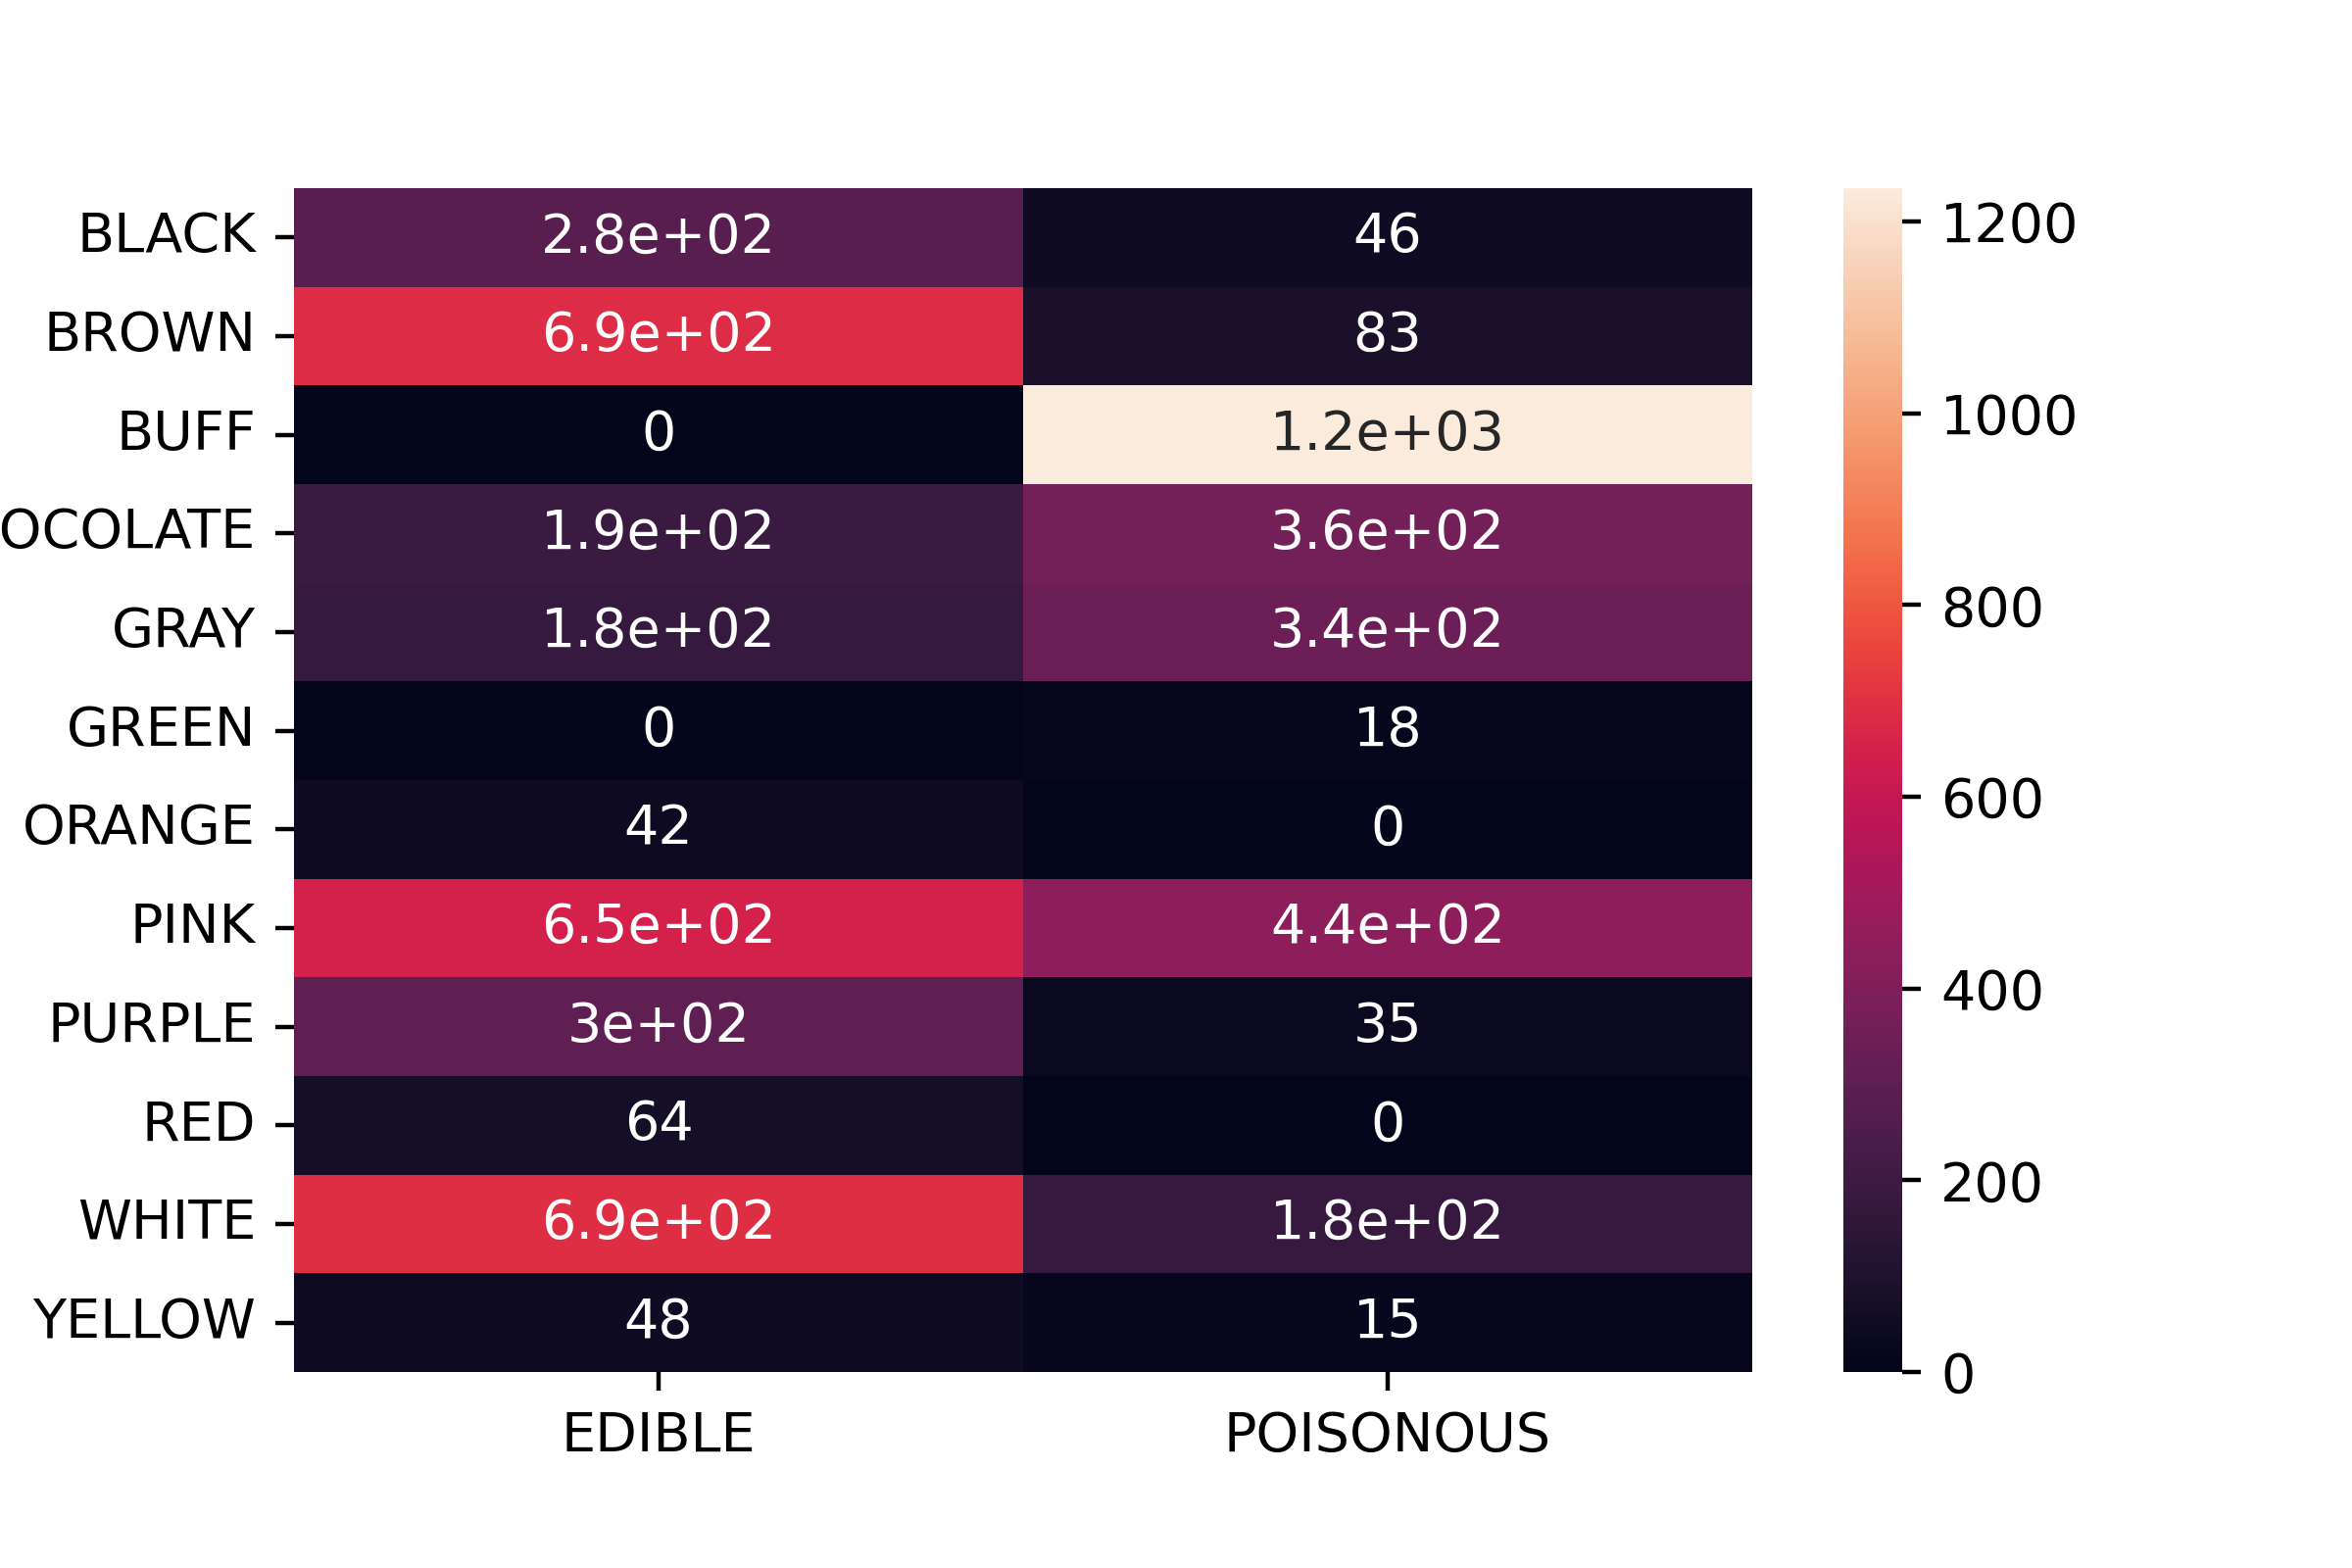 BLACK 2.8e+02 46 1200
BROWN 6.9e+02 83
BUFF 0 1.2e+03 1000
OCOLATE 1.9e+02 3.6e+02
GRAY 1.8e+02 3.4e+02 800
GREEN 0 18
ORANGE 42 0 600
PINK 6.5e+02 4.4e+02
PURPLE 3e+02 35 400
RED 64 0
WHITE 6.9e+02 1.8e+02 200
YELLOW 48 15
0
EDIBLE POISONOUS